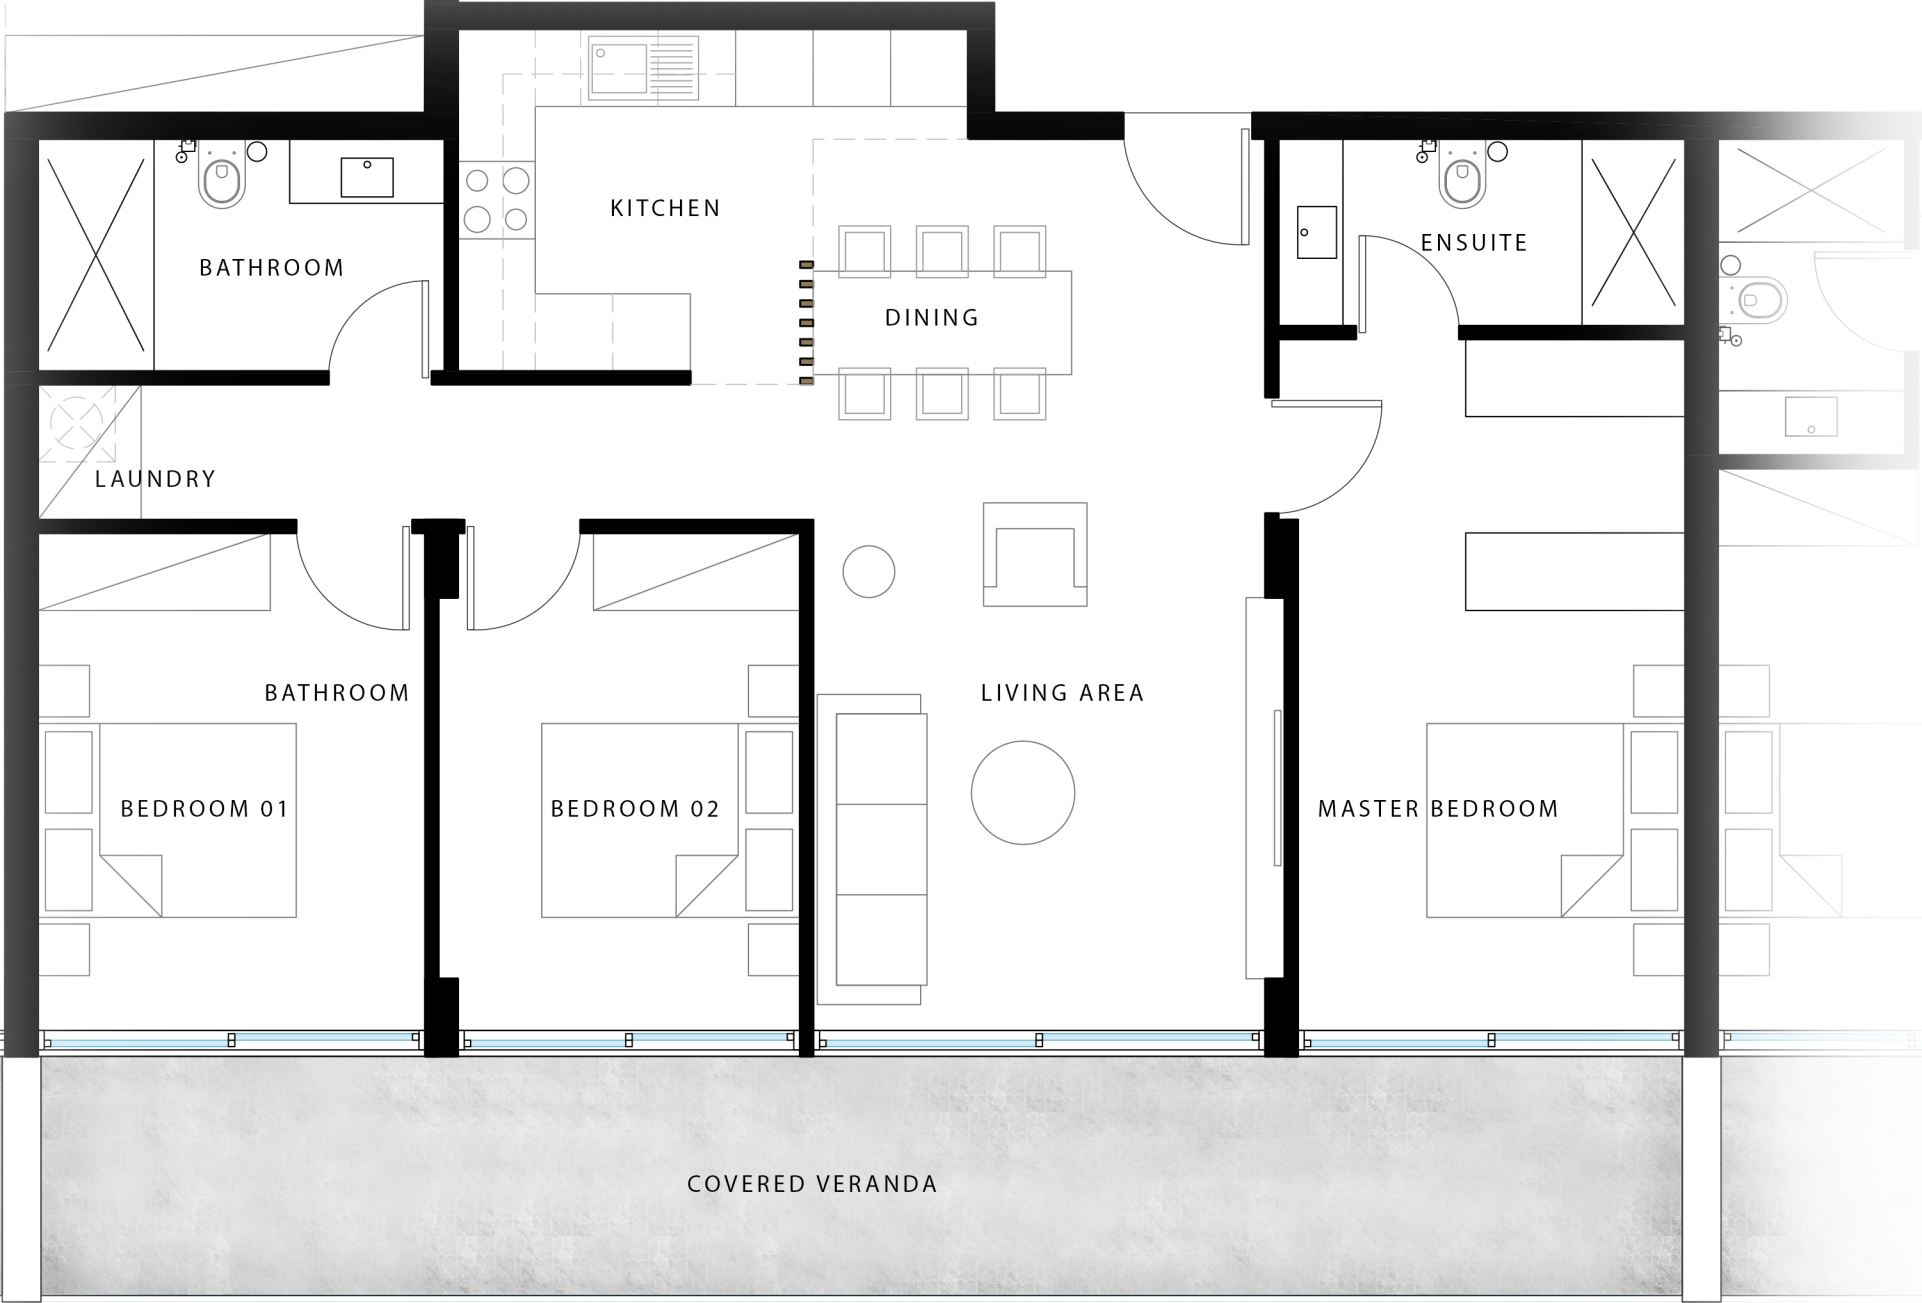 KITCHEN
ENSUITE
BATHROOM
DINING
LAUNDRY
BATHROOM
LIVING AREA
BEDROOM 01
BEDROOM 02
MASTER BEDROOM
COVERED VERANDA